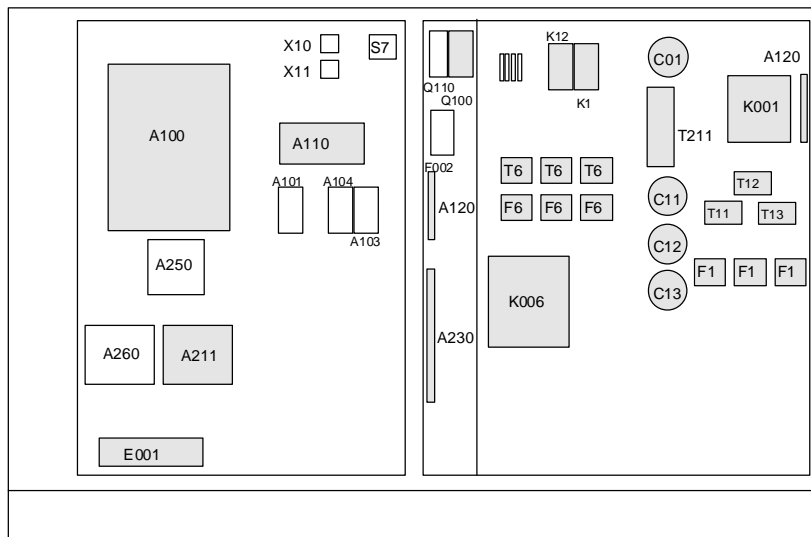 X10
S7
X11
A100
A110
A101
A104
A103
A250
A260
A211
E001
Q110
Q100
F002
A120
A230
K12
K1
C01
A120
K001
T211
T6 T6 T6
F6 F6 F6
C11
T12
T11
T13
C12
C13
F1 F1 F1
K006